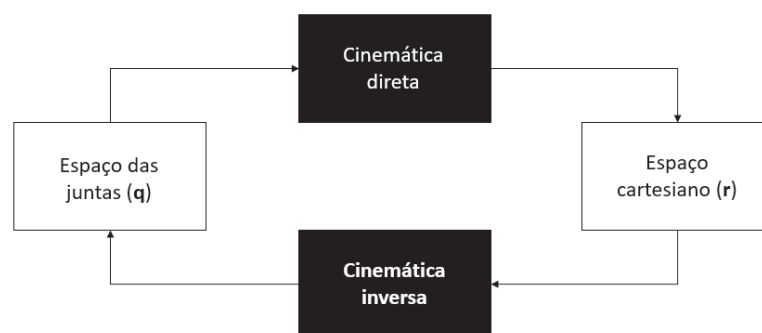 Cinemática
direta
Espaço das
juntas (q)
Espaço
cartesiano (r)
Cinemática
inversa